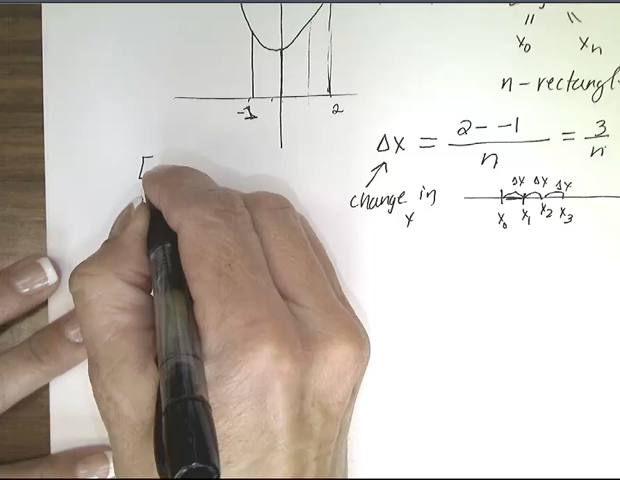 x₀ xₙ
n-rectangl
-1 2
Δx = (2 - -1)/n = 3/n
change in
x
Δx Δx Δx
x₀ x₁ x₂ x₃
[